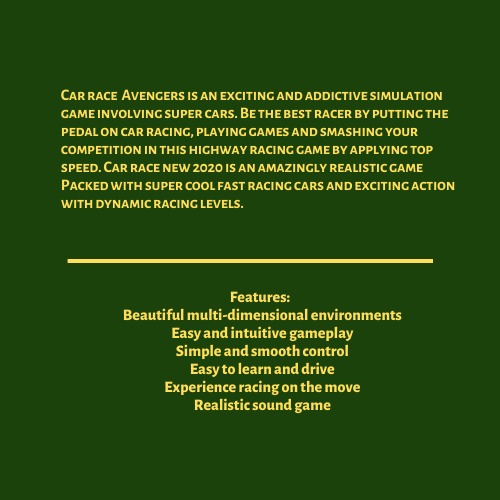 Car race Avengers is an exciting and addictive simulation
game involving super cars. Be the best racer by putting the
pedal on car racing, playing games and smashing your
competition in this highway racing game by applying top
speed. Car race new 2020 is an amazingly realistic game
Packed with super cool fast racing cars and exciting action
with dynamic racing levels.
Features:
Beautiful multi-dimensional environments
Easy and intuitive gameplay
Simple and smooth control
Easy to learn and drive
Experience racing on the move
Realistic sound game